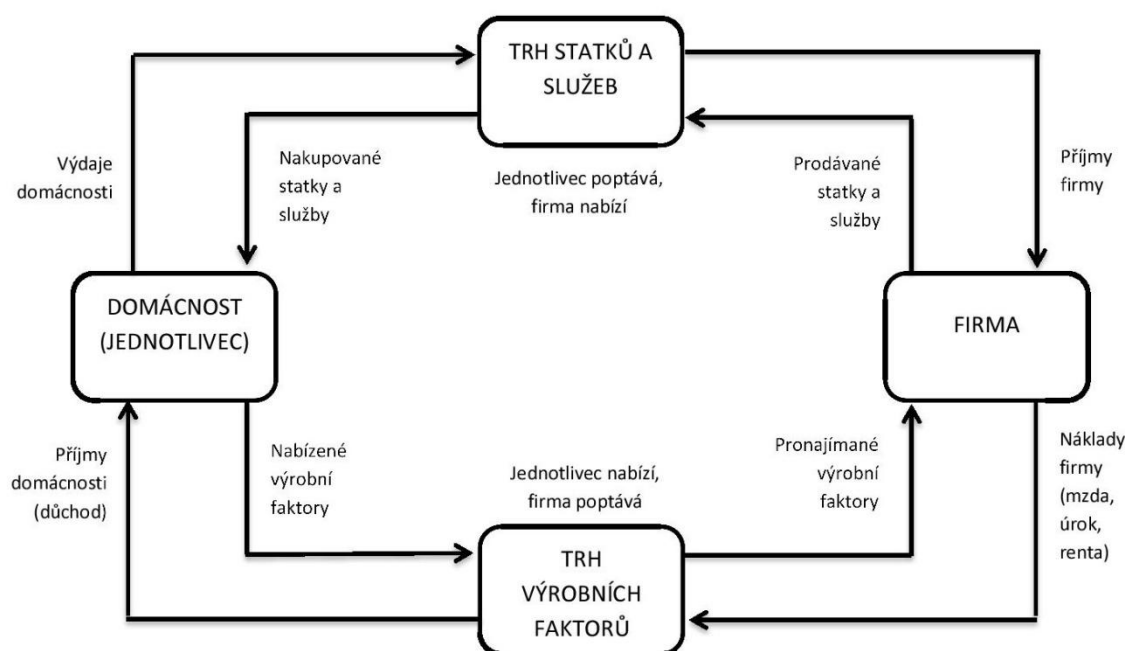 TRH STATKŮ A
SLUŽEB
Výdaje
domácnosti
Nakupované
statky a
služby
Jednotlivec poptává,
firma nabízí
Prodávané
statky a
služby
Příjmy
firmy
DOMÁCNOST
(JEDNOTLIVEC)
FIRMA
Příjmy
domácnosti
(důchod)
Nabízené
výrobní
faktory
Jednotlivec nabízí,
firma poptává
Pronajímané
výrobní
faktory
Náklady
firmy
(mzda,
úrok,
renta)
TRH
VÝROBNÍCH
FAKTORŮ